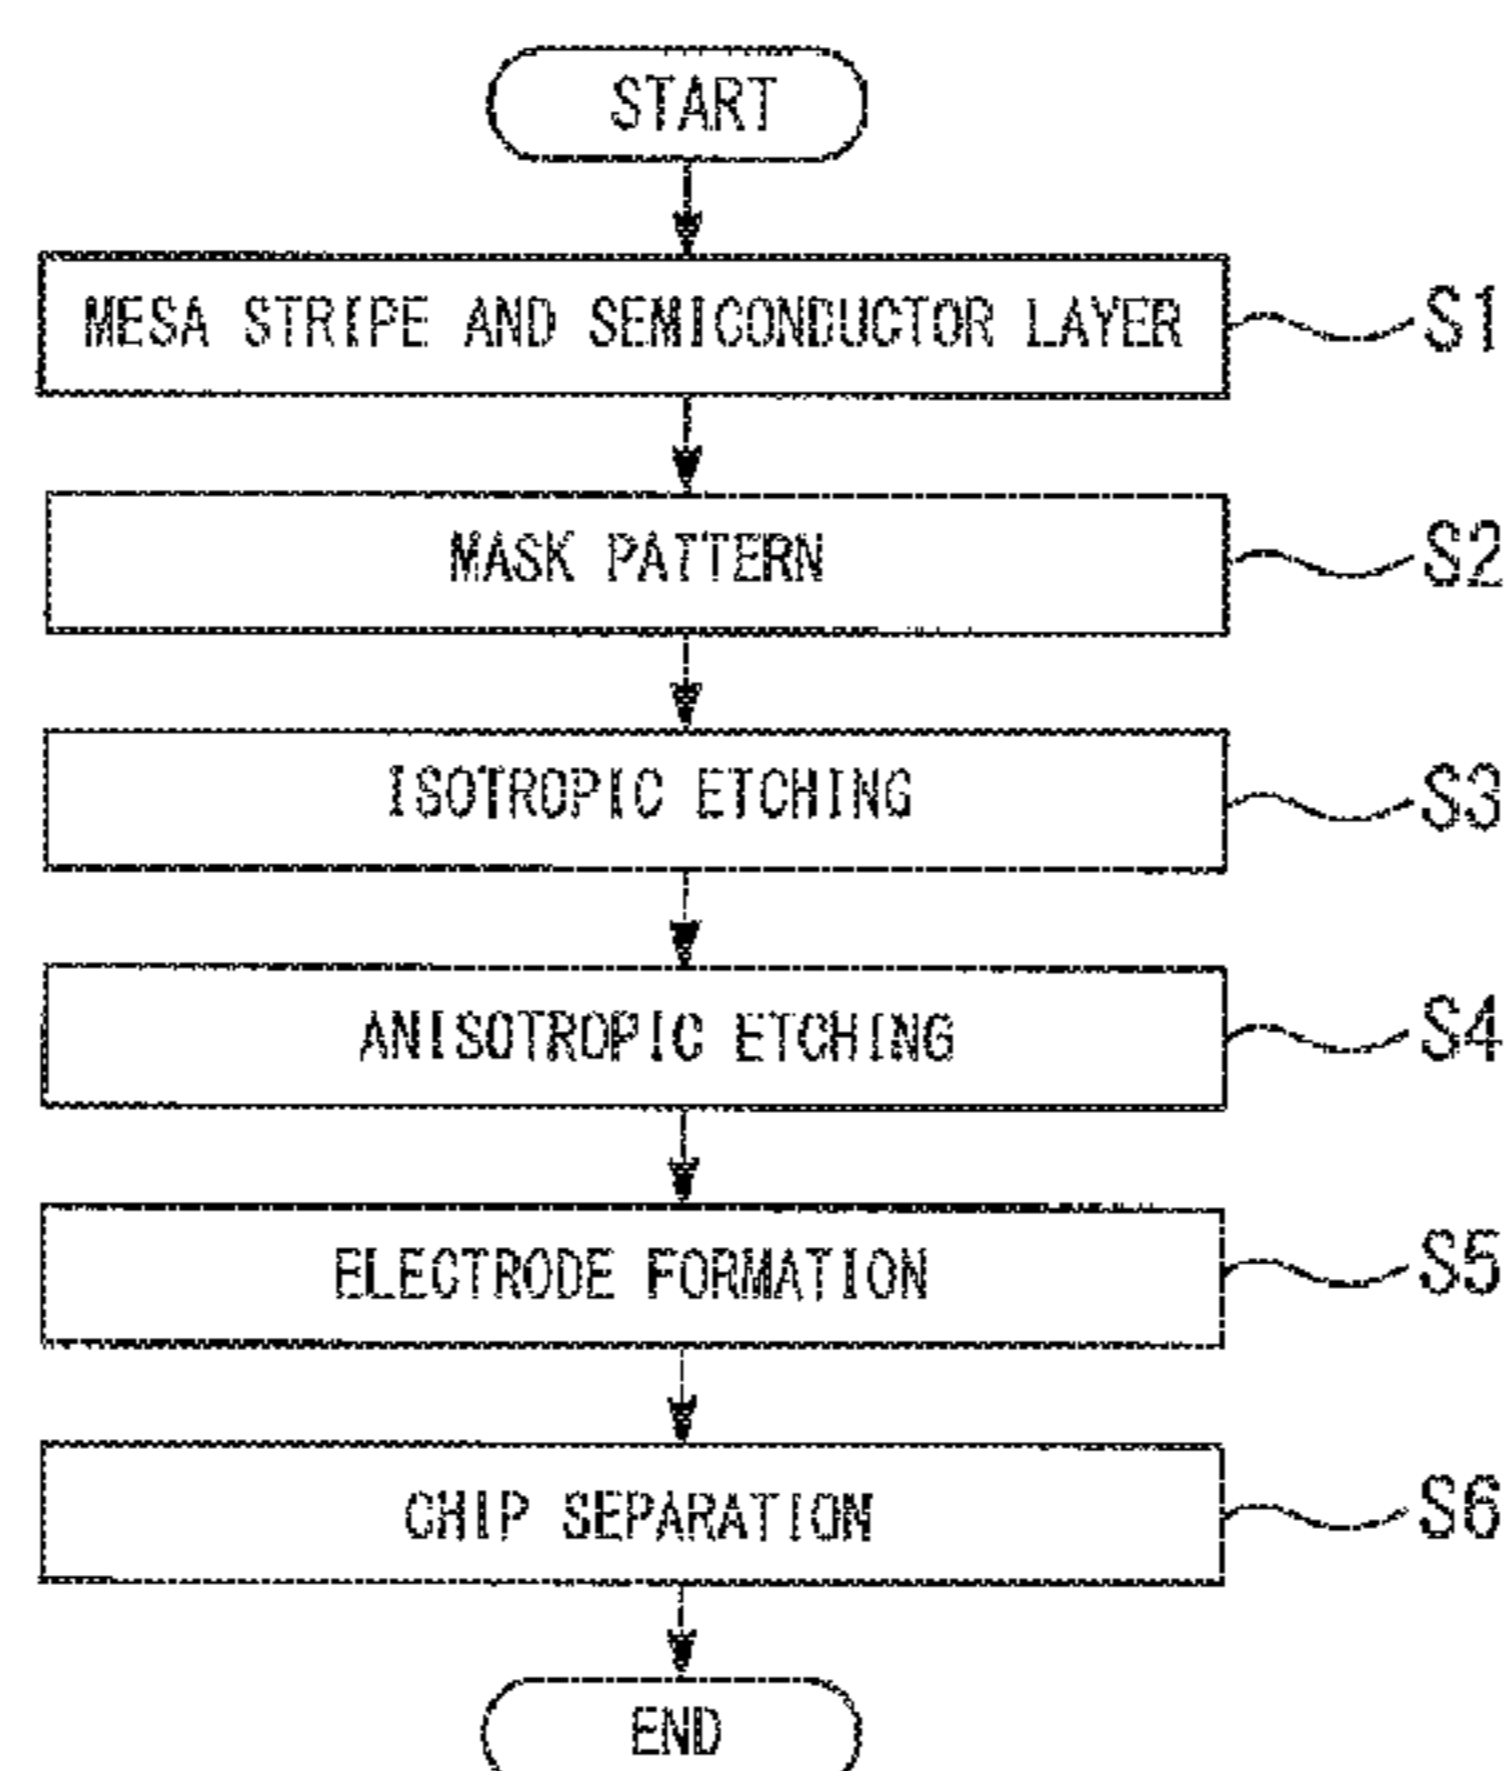 START
MESA STRIPE AND SEMICONDUCTOR LAYER S1
MASK PATTERN S2
ISOTROPIC ETCHING S3
ANISOTROPIC ETCHING S4
ELECTRODE FORMATION S5
CHIP SEPARATION S6
END